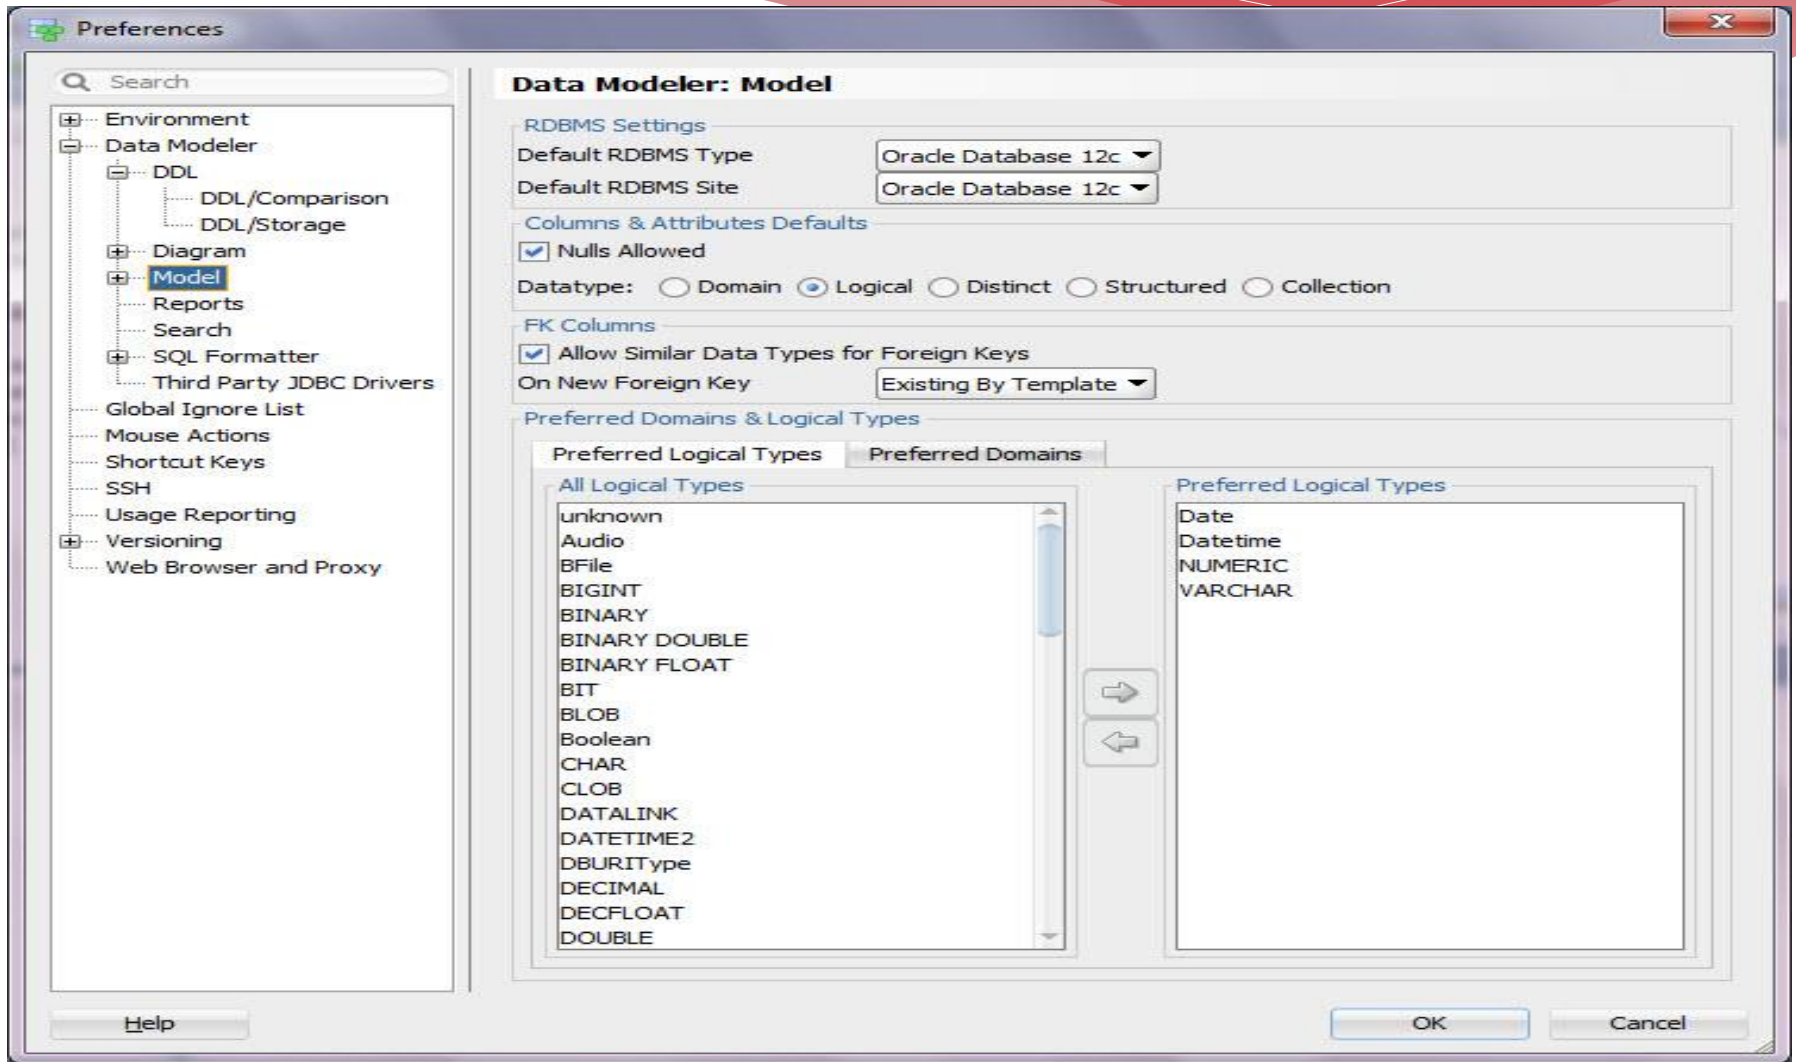 Preferences
Search
Environment
Data Modeler
DDL
DDL/Comparison
DDL/Storage
Diagram
Model
Reports
Search
SQL Formatter
Third Party JDBC Drivers
Global Ignore List
Mouse Actions
Shortcut Keys
SSH
Usage Reporting
Versioning
Web Browser and Proxy
Data Modeler: Model
RDBMS Settings
Default RDBMS Type Oracle Database 12c
Default RDBMS Site Oracle Database 12c
Columns & Attributes Defaults
Nulls Allowed
Datatype: Domain Logical Distinct Structured Collection
FK Columns
Allow Similar Data Types for Foreign Keys
On New Foreign Key Existing By Template
Preferred Domains & Logical Types
Preferred Logical Types Preferred Domains
All Logical Types
unknown
Audio
BFile
BIGINT
BINARY
BINARY DOUBLE
BINARY FLOAT
BIT
BLOB
Boolean
CHAR
CLOB
DATALINK
DATETIME2
DBURIType
DECIMAL
DECFLOAT
DOUBLE
Preferred Logical Types
Date
Datetime
NUMERIC
VARCHAR
Help
OK
Cancel